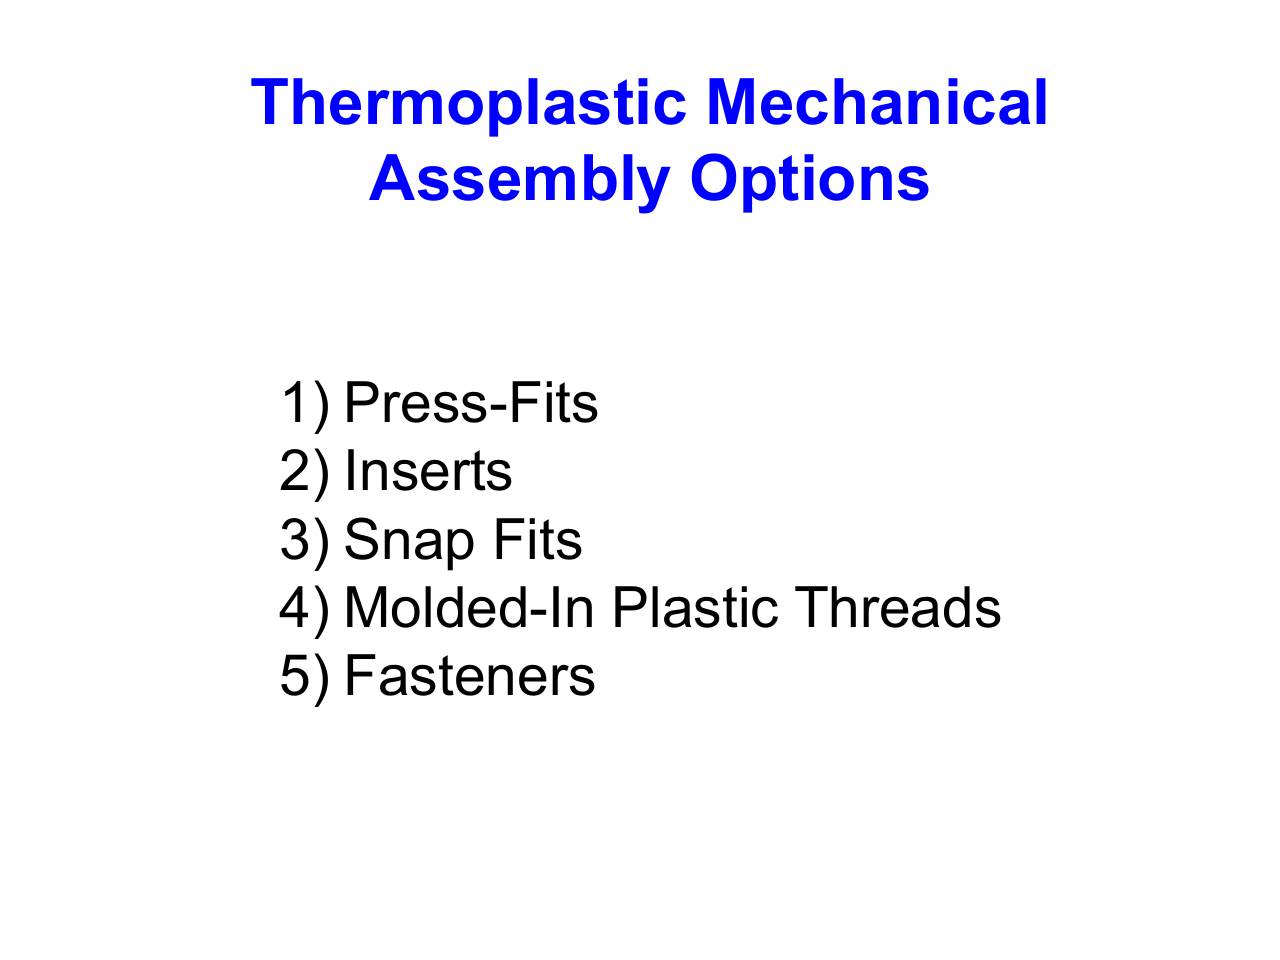 Thermoplastic Mechanical
Assembly Options
1) Press-Fits
2) Inserts
3) Snap Fits
4) Molded-In Plastic Threads
5) Fasteners